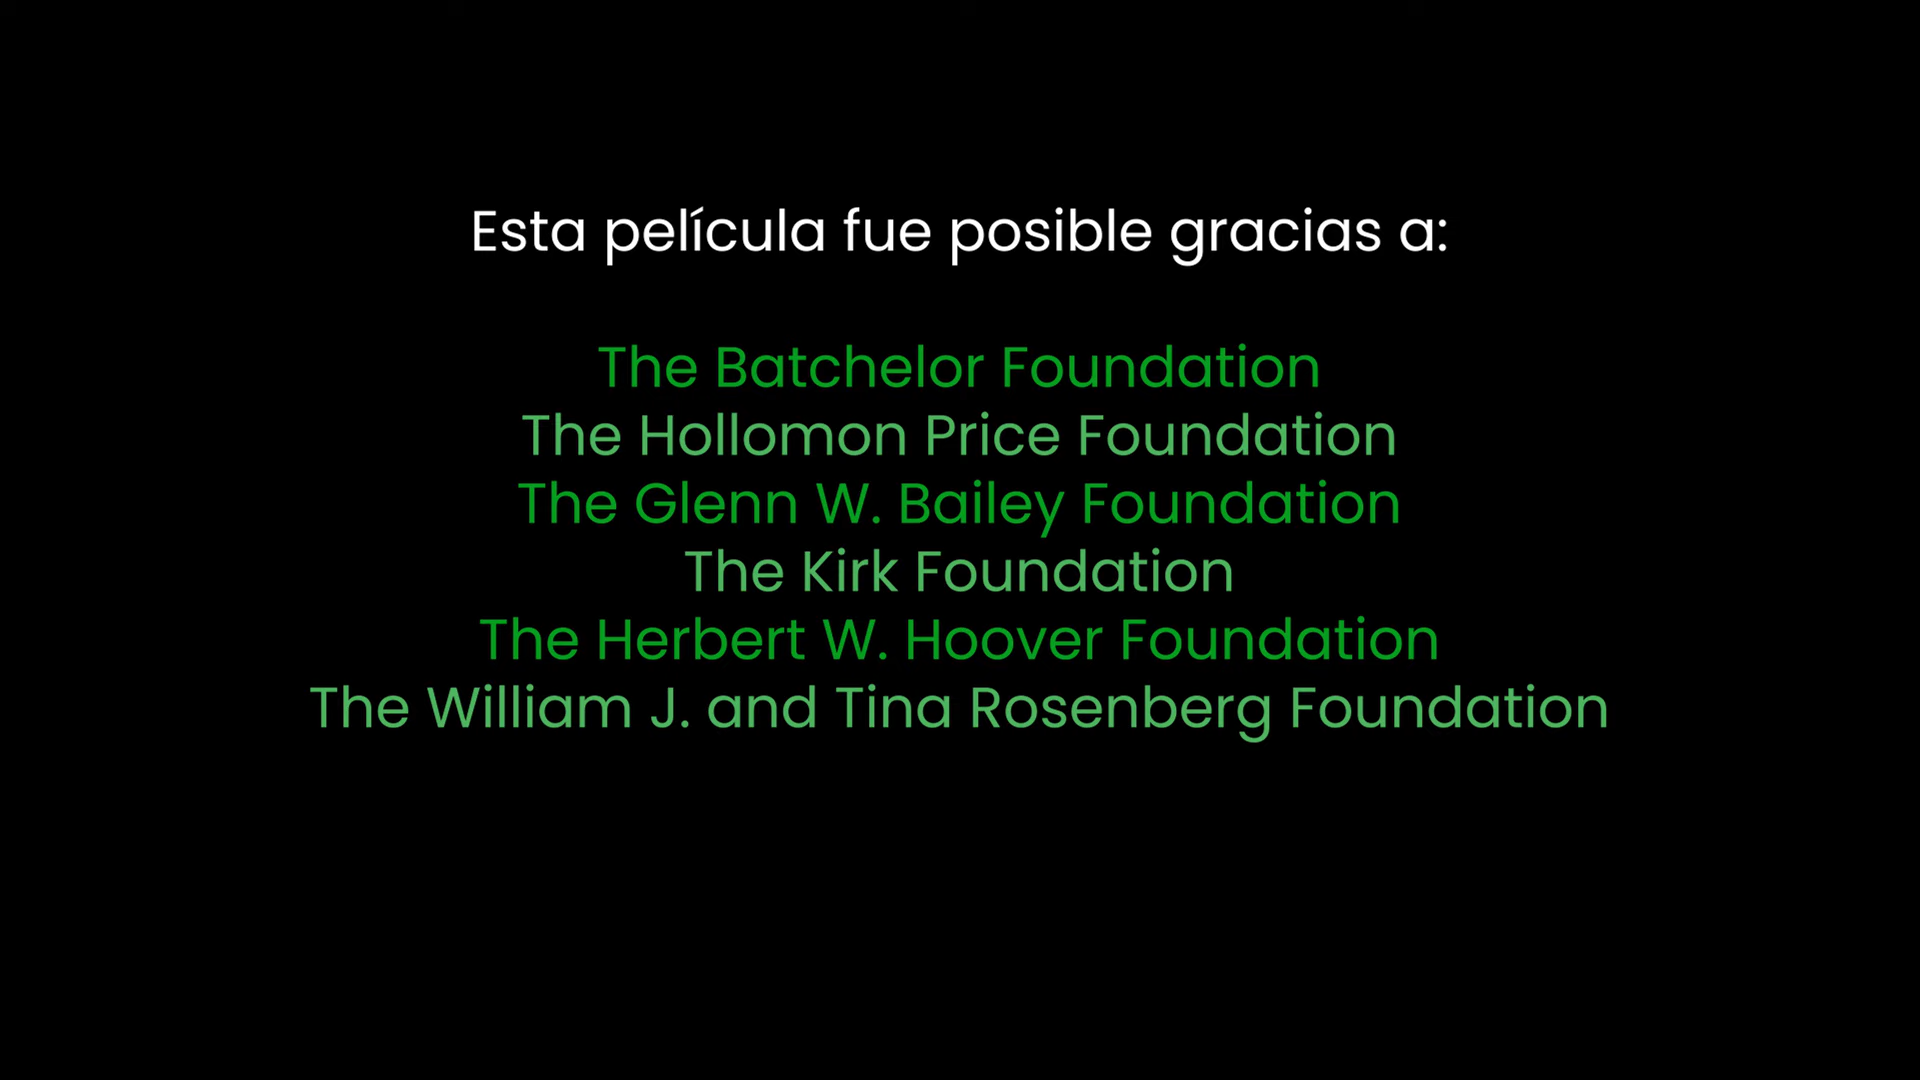 Esta película fue posible gracias a:
The Batchelor Foundation
The Hollomon Price Foundation
The Glenn W. Bailey Foundation
The Kirk Foundation
The Herbert W. Hoover Foundation
The William J. and Tina Rosenberg Foundation